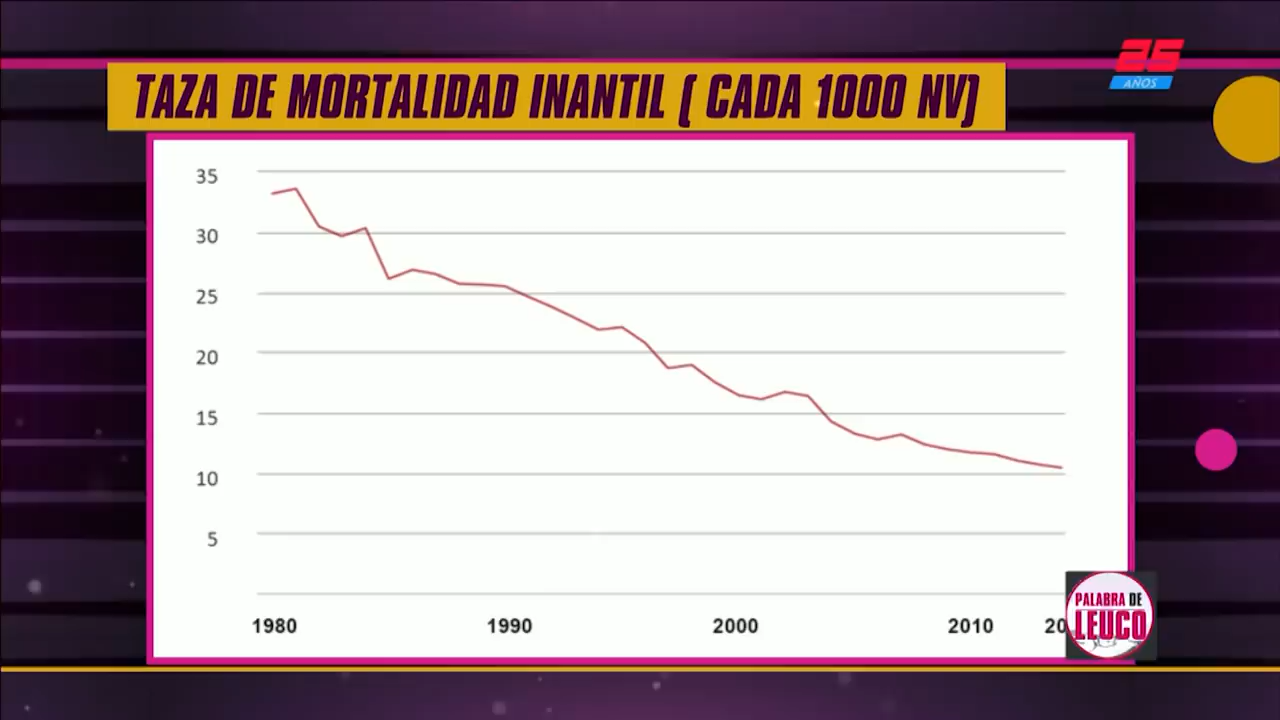 25
AÑOS
TAZA DE MORTALIDAD INANTIL ( CADA 1000 NV)
35
30
25
20
15
10
5
1980 1990 2000 2010 20
PALABRA DE
LEUCO